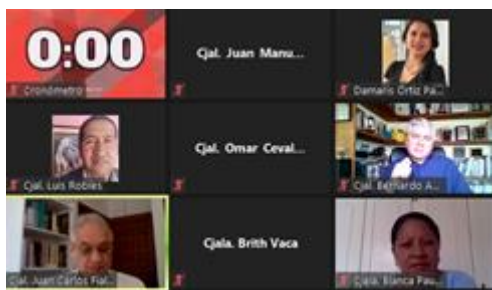 0:00
Cronómetro
Cjal. Juan Manu...
Damaris Ortiz Pa...
Cjal. Luis Robles
Cjal. Omar Ceval...
Cjal. Bernardo A...
Cjal. Juan Carlos Fial...
Cjala. Brith Vaca
Cjala. Blanca Pau...